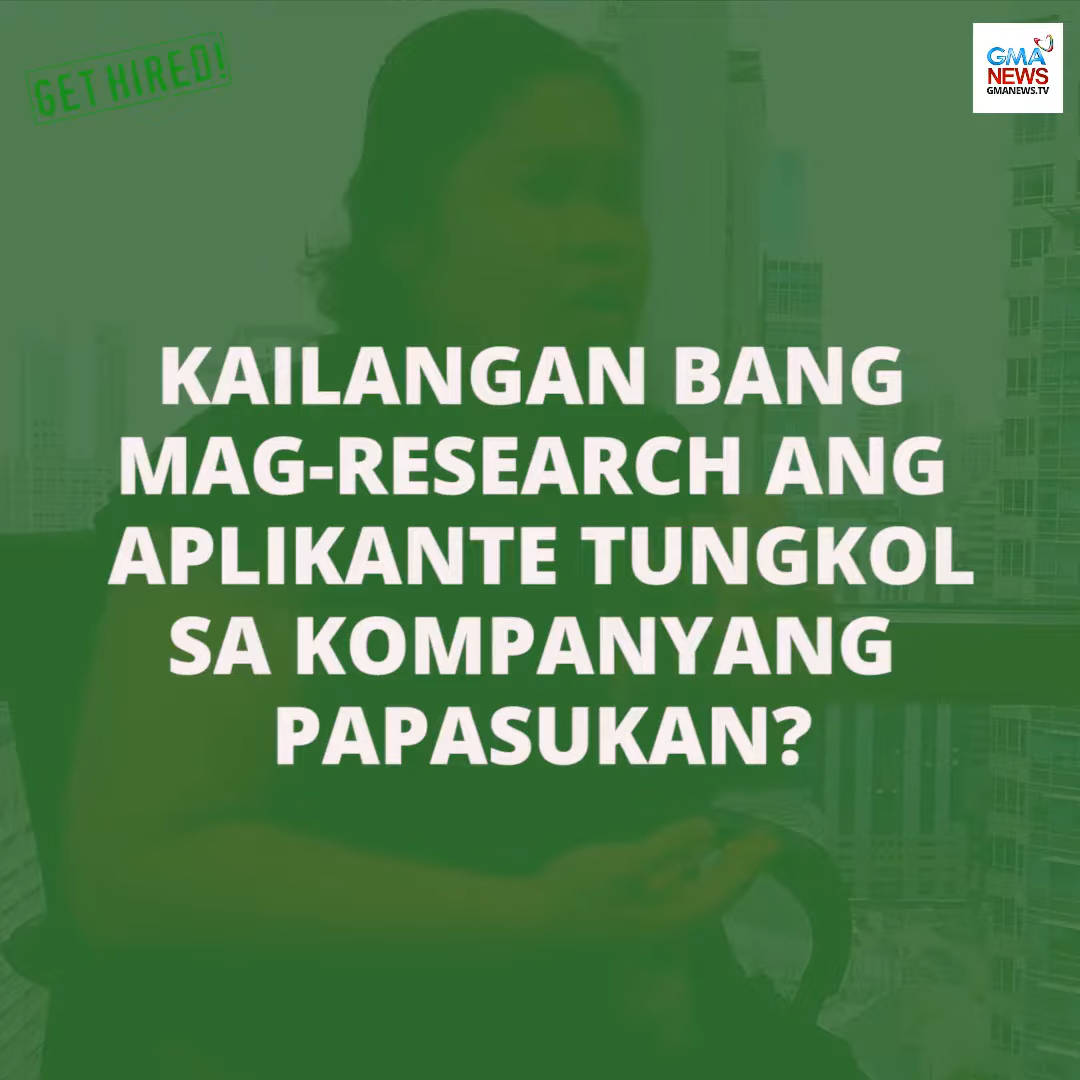 GET HIRED!
GMA
NEWS
GMANEWS.TV
KAILANGAN BANG
MAG-RESEARCH ANG
APLIKANTE TUNGKOL
SA KOMPANYANG
PAPASUKAN?